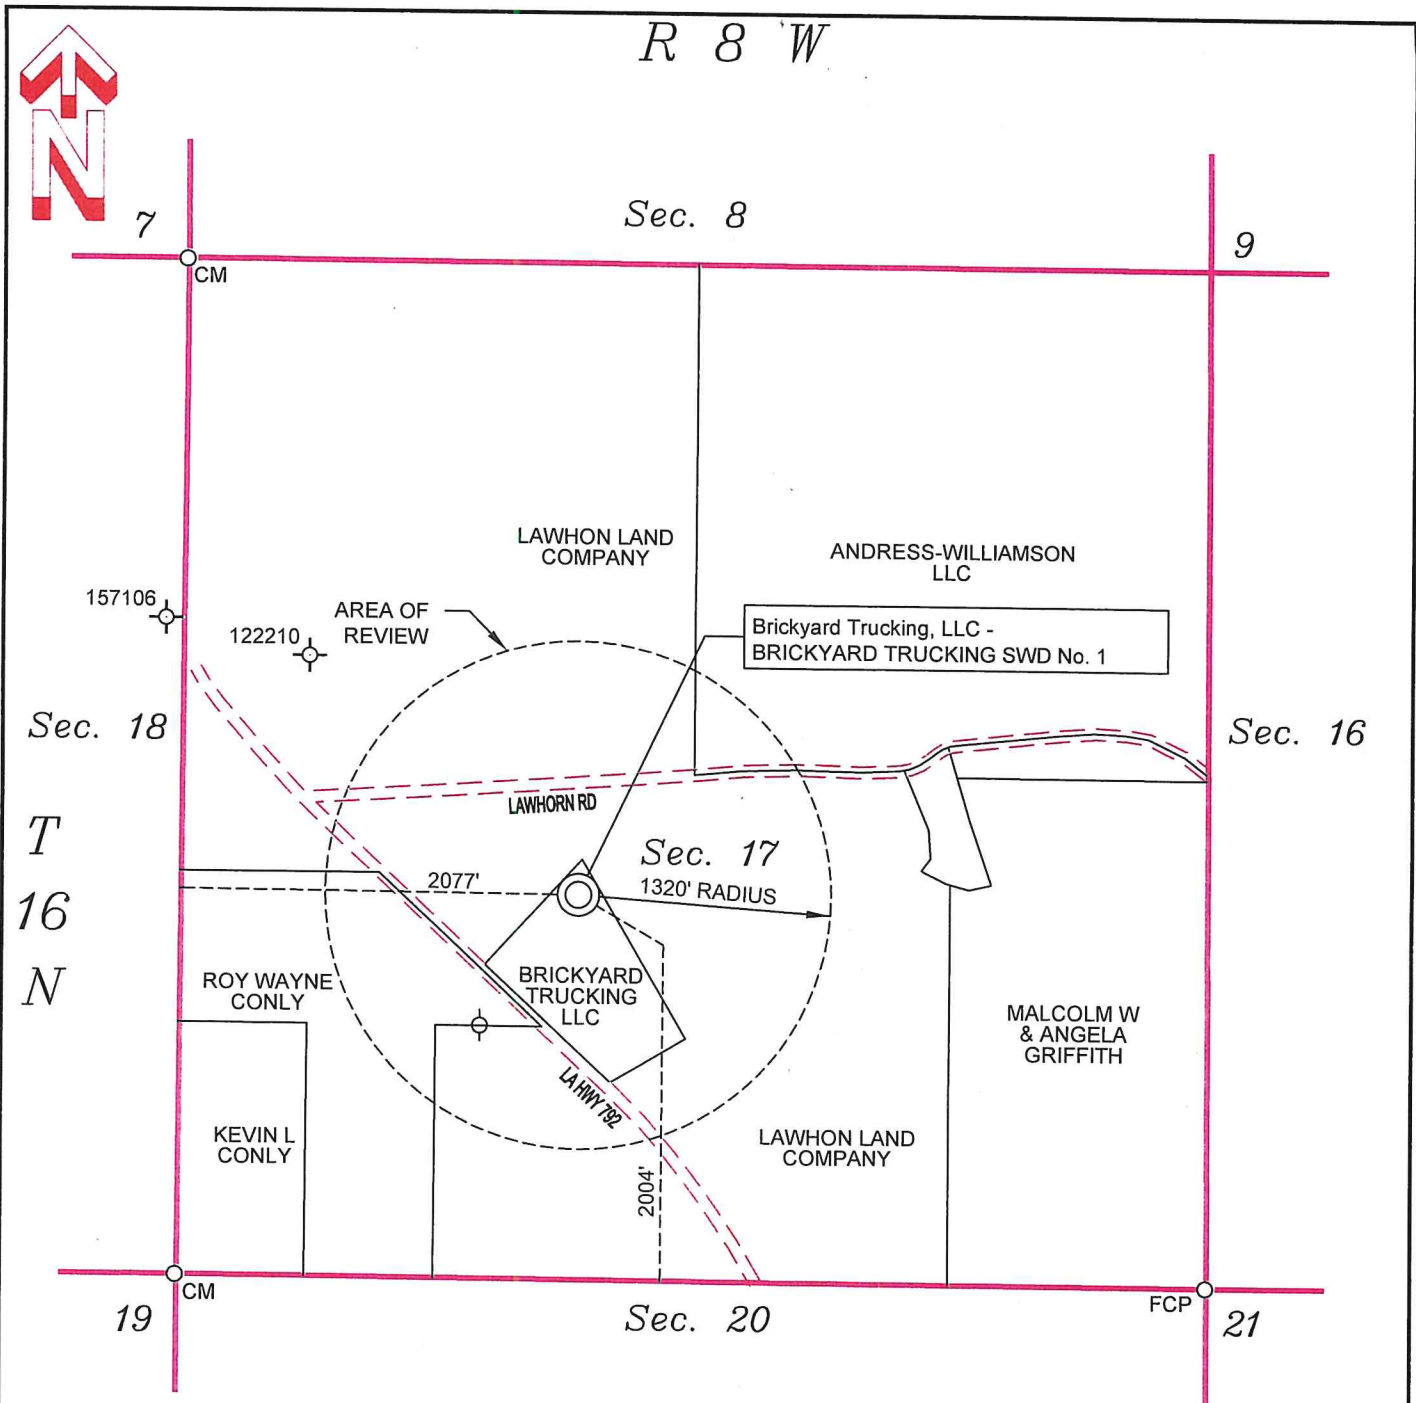 R 8 W
N
7
Sec. 8
9
CM
LAWHON LAND
COMPANY
ANDRESS-WILLIAMSON
LLC
157106
122210
AREA OF
REVIEW
Brickyard Trucking, LLC -
BRICKYARD TRUCKING SWD No. 1
Sec. 18
Sec. 16
LAWHORN RD
T
16
N
Sec. 17
2077'
1320' RADIUS
ROY WAYNE
CONLY
BRICKYARD
TRUCKING
LLC
MALCOLM W
& ANGELA
GRIFFITH
LA HWY 792
KEVIN L
CONLY
LAWHON LAND
COMPANY
2004'
CM
FCP
19
Sec. 20
21